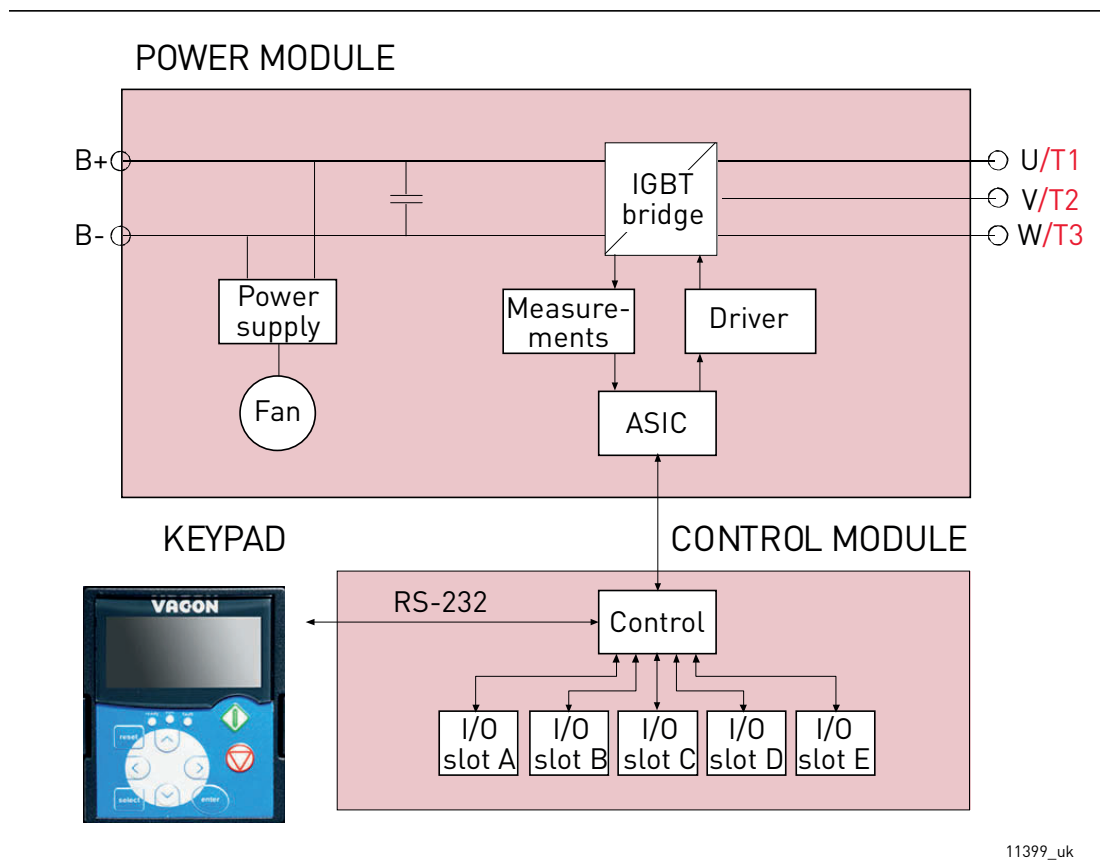 POWER MODULE
B+
B-
IGBT
bridge
U/T1
V/T2
W/T3
Power
supply
Measure-
ments
Driver
Fan
ASIC
KEYPAD
CONTROL MODULE
VACON
RS-232
Control
reset
select
enter
I/O
slot A
I/O
slot B
I/O
slot C
I/O
slot D
I/O
slot E
11399_uk